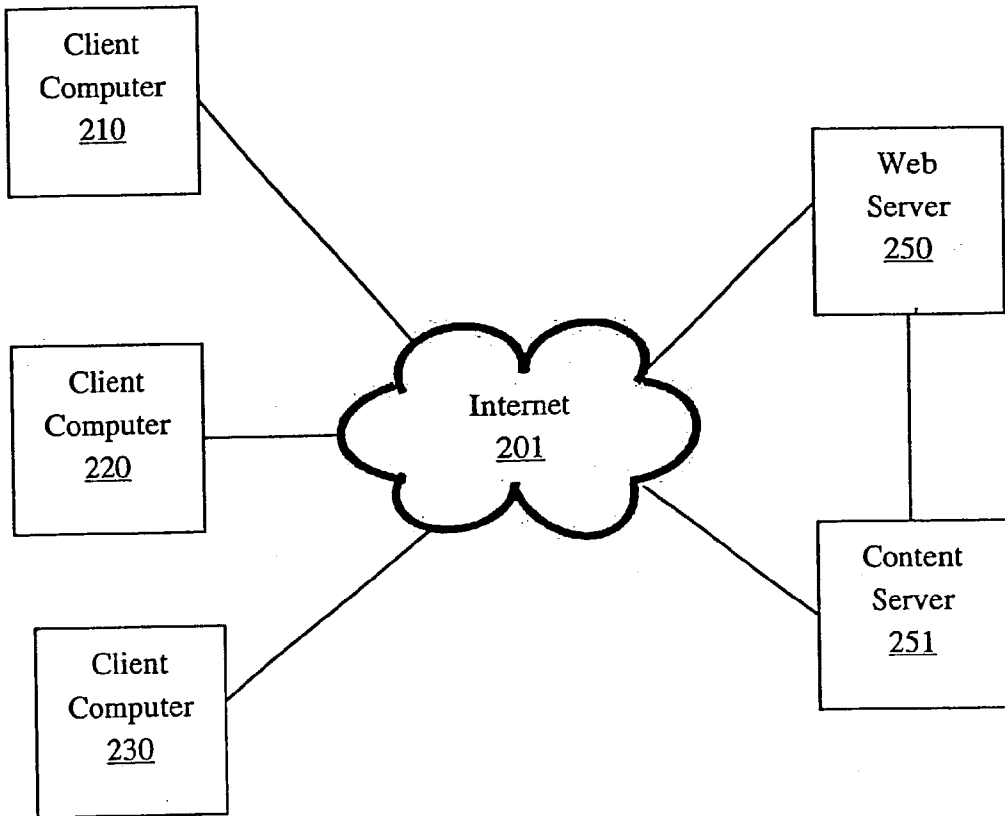 Client
Computer
210
Web
Server
250
Client
Computer
220
Internet
201
Content
Server
251
Client
Computer
230